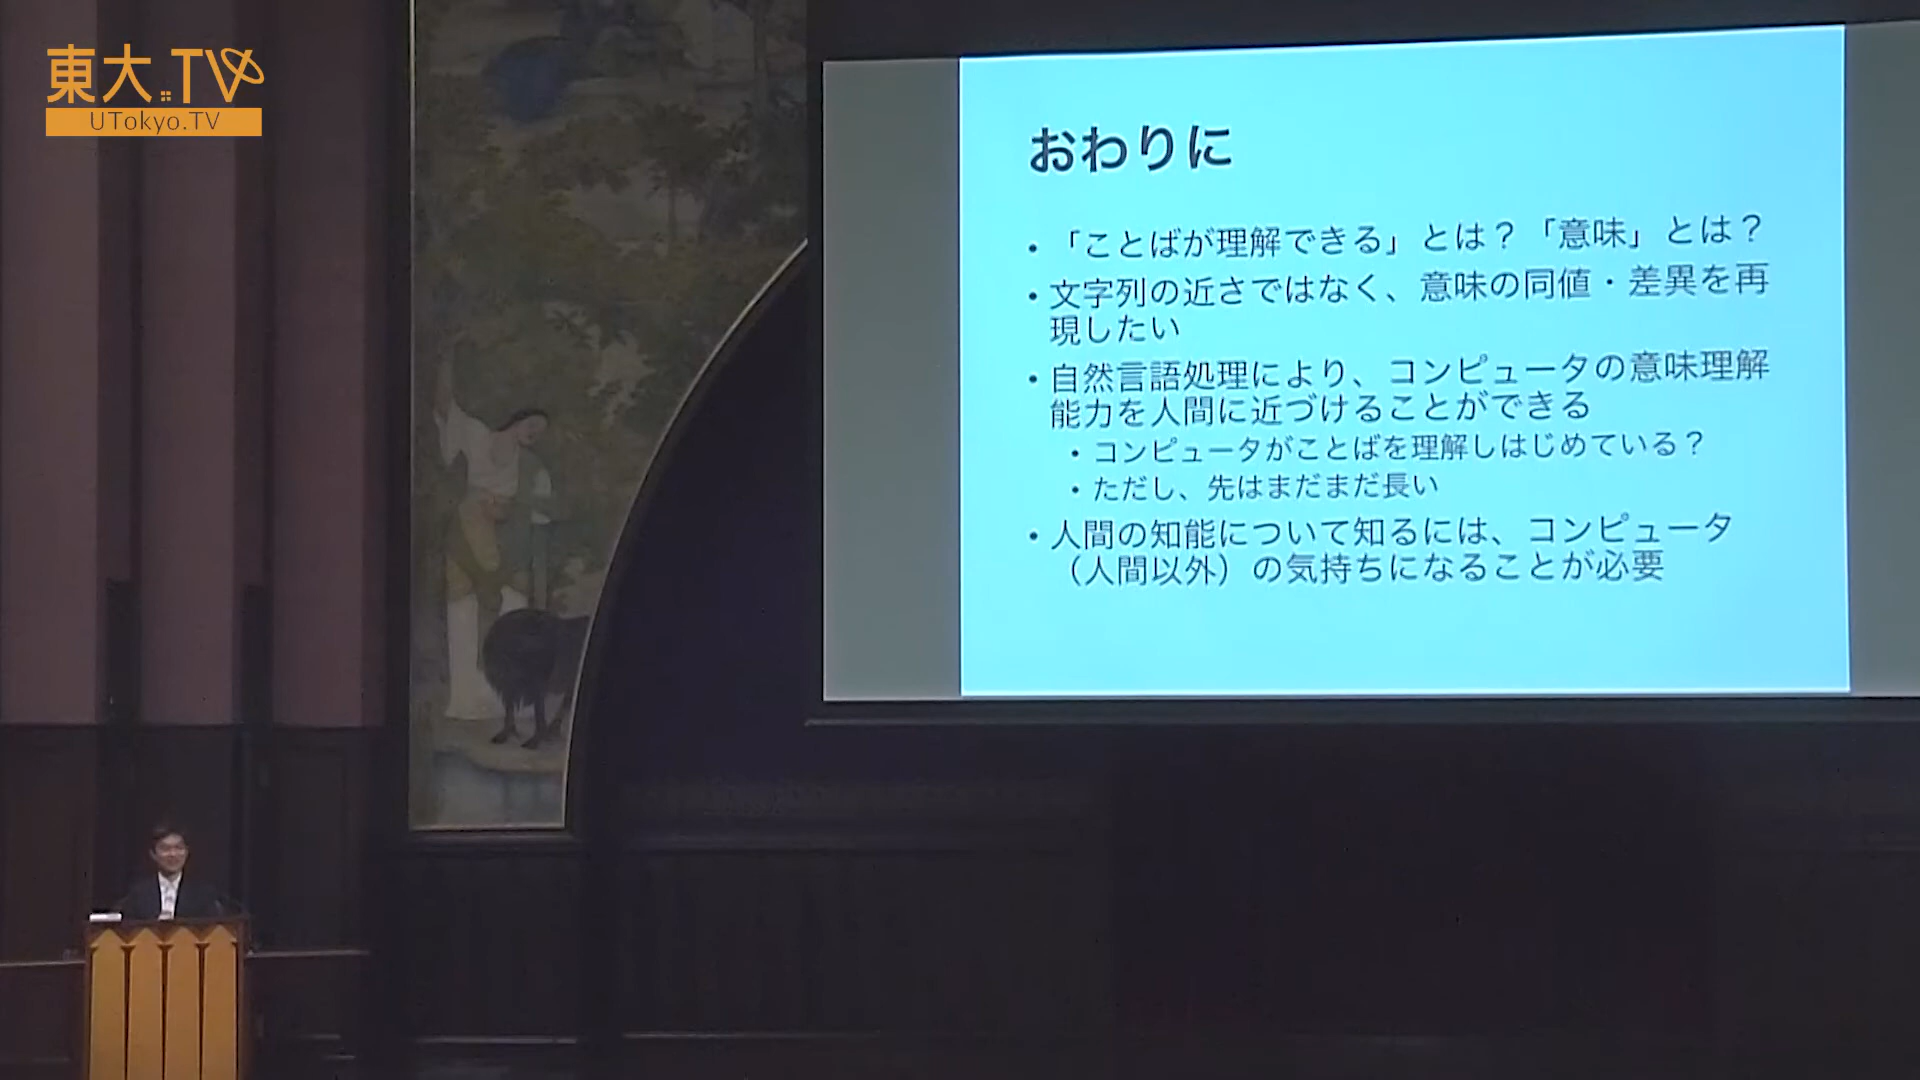 東大TV
UTokyo.TV
おわりに
・「ことばが理解できる」とは？「意味」とは？
・文字列の近さではなく、意味の同値・差異を再
現したい
・自然言語処理により、コンピュータの意味理解
能力を人間に近づけることができる
・コンピュータがことばを理解しはじめている？
・ただし、先はまだまだ長い
・人間の知能について知るには、コンピュータ
（人間以外）の気持ちになることが必要